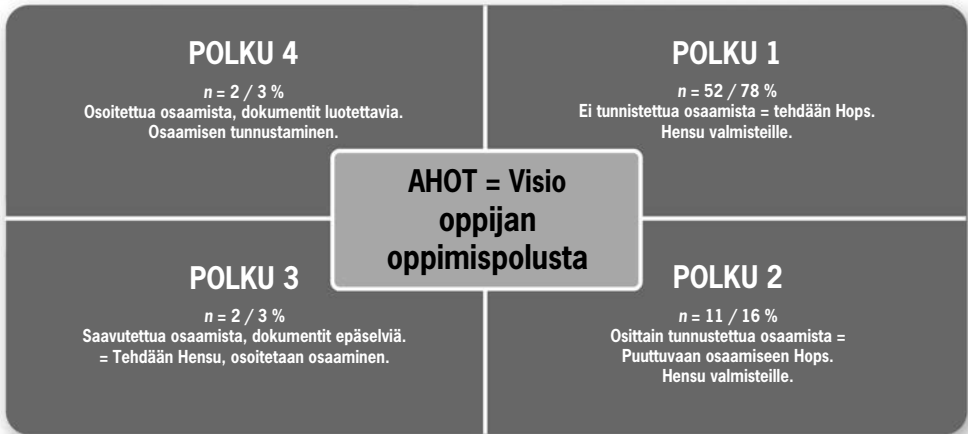 POLKU 4
n = 2 / 3 %
Osoitettua osaamista, dokumentit luotettavia.
Osaamisen tunnustaminen.
POLKU 1
n = 52 / 78 %
Ei tunnistettua osaamista = tehdään Hops.
Hensu valmisteille.
AHOT = Visio
oppijan
oppimispolusta
POLKU 3
n = 2 / 3 %
Saavutettua osaamista, dokumentit epäselviä.
= Tehdään Hensu, osoitetaan osaaminen.
POLKU 2
n = 11 / 16 %
Osittain tunnustettua osaamista =
Puuttuvaan osaamiseen Hops.
Hensu valmisteille.